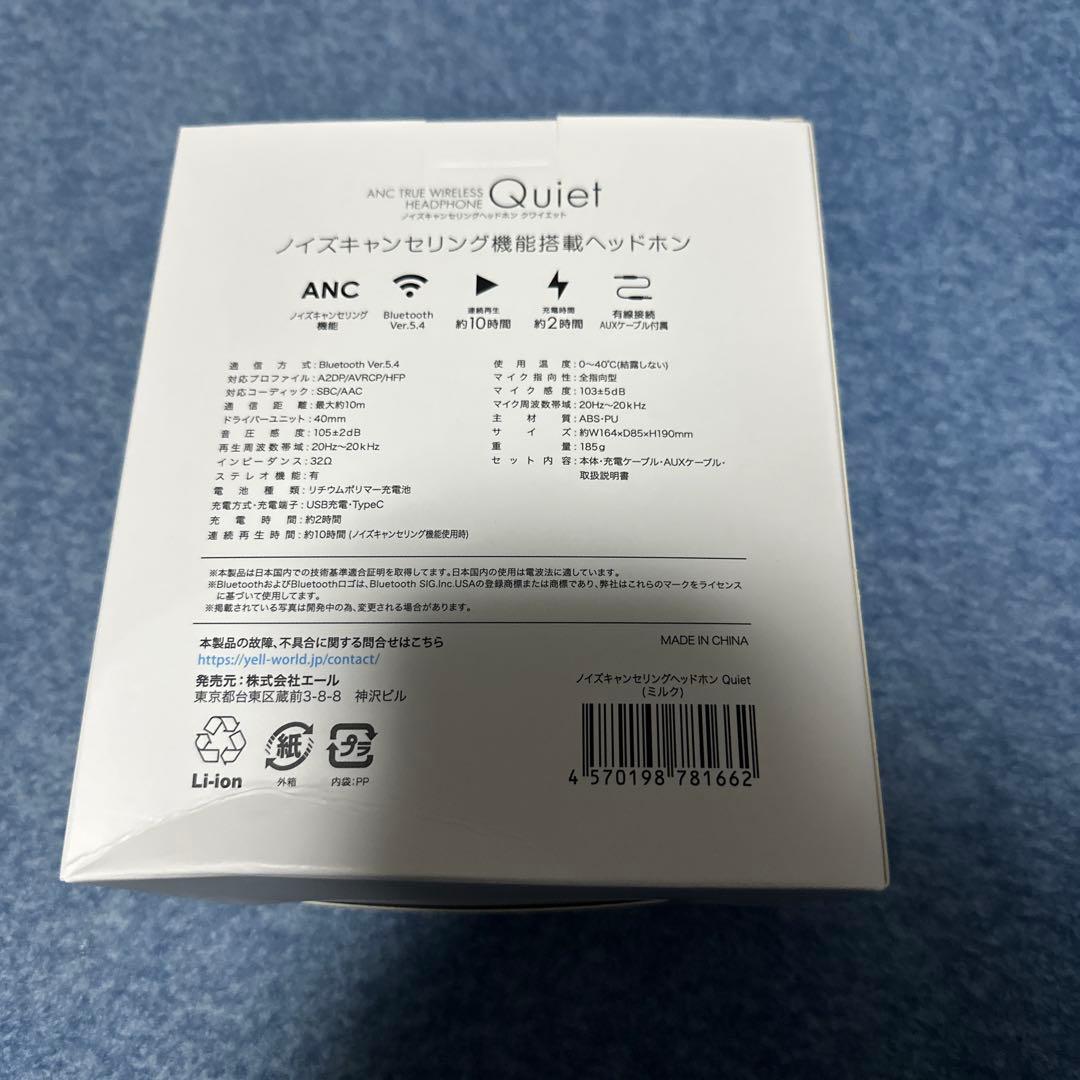 ANC TRUE WIRELESS
HEADPHONE
Quiet
ノイズキャンセリングヘッドホン クワイエット
ノイズキャンセリング機能搭載ヘッドホン
ANC
ノイズキャンセリング
機能
Bluetooth
Ver.5.4
連続再生
約10時間
充電時間
約2時間
有線接続
AUXケーブル付属
通信方式:Bluetooth Ver.5.4
対応プロファイル:A2DP/AVRCP/HFP
対応コーディック:SBC/AAC
通信距離:最大約10m
ドライバーユニット:40mm
音圧感度:105±2dB
再生周波数帯域:20Hz〜20kHz
インピーダンス:32Ω
ステレオ機能:有
電池種類:リチウムポリマー充電池
充電方式・充電端子:USB充電・TypeC
充電時間:約2時間
連続再生時間:約10時間(ノイズキャンセリング機能使用時)
使用温度:0〜40℃(結露しない)
マイク指向性:全指向型
マイク感度:103±5dB
マイク周波数帯域:20Hz〜20kHz
主材質:ABS・PU
サイズ:約W164×D85×H190mm
重量:185g
セット内容:本体・充電ケーブル・AUXケーブル・
取扱説明書
※本製品は日本国内での技術基準適合証明を取得してます。日本国内の使用は電波法に適しています。
※BluetoothおよびBluetoothロゴは、Bluetooth SIG.Inc.USAの登録商標または商標であり、弊社はこれらのマークをライセンス
に基づいて使用してます。
※掲載されている写真は開発中の為、変更される場合があります。
本製品の故障、不具合に関する問合せはこちら
https://yell-world.jp/contact/
発売元:株式会社エール
東京都台東区蔵前3-8-8 神沢ビル
MADE IN CHINA
ノイズキャンセリングヘッドホン Quiet
(ミルク)
4 570198 781662
Li-ion
紙
外箱
プラ
内袋:PP